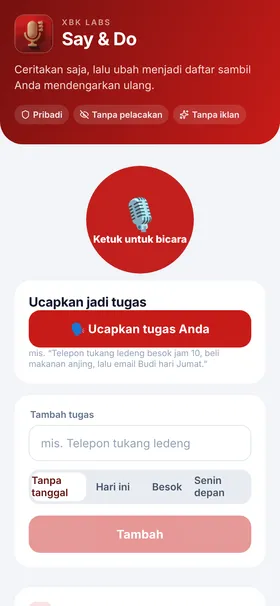 XBK LABS
Say & Do
Ceritakan saja, lalu ubah menjadi daftar sambil
Anda mendengarkan ulang.
Pribadi
Tanpa pelacakan
Tanpa iklan
Ketuk untuk bicara
Ucapkan jadi tugas
Ucapkan tugas Anda
mis. "Telepon tukang ledeng besok jam 10, beli
makanan anjing, lalu email Budi hari Jumat."
Tambah tugas
mis. Telepon tukang ledeng
Tanpa
tanggal
Hari ini
Besok
Senin
depan
Tambah